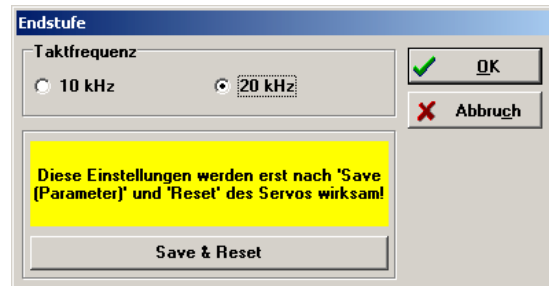 Endstufe
Taktfrequenz
10 kHz
20 kHz
OK
Abbruch
Diese Einstellungen werden erst nach 'Save
(Parameter)' und 'Reset' des Servos wirksam!
Save & Reset